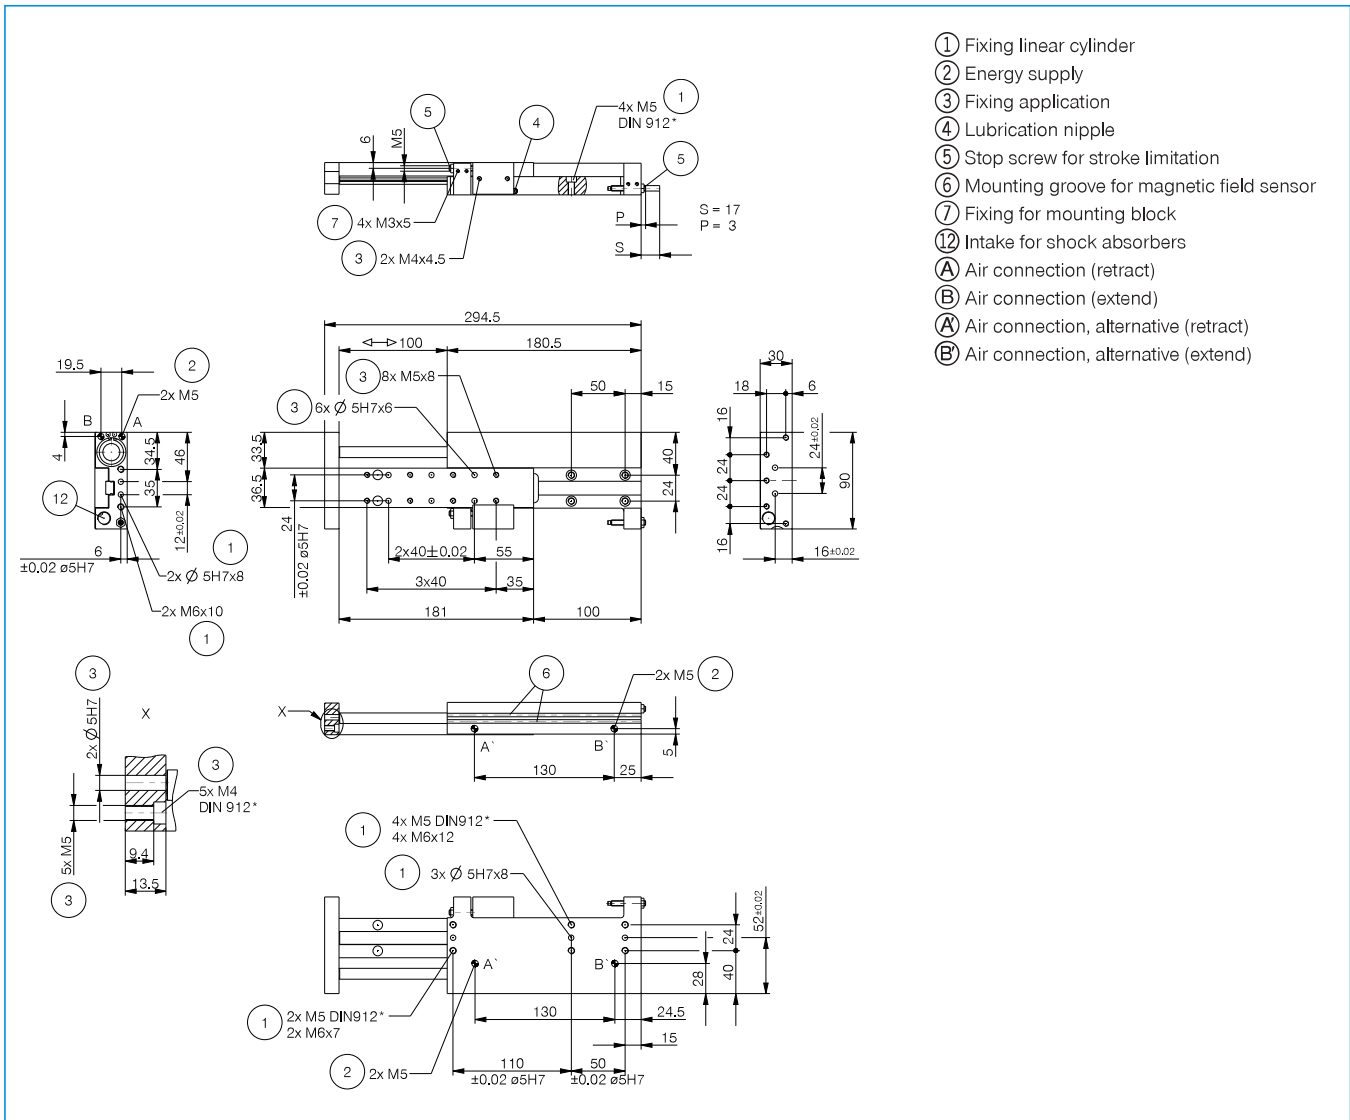 1 Fixing linear cylinder
2 Energy supply
3 Fixing application
4 Lubrication nipple
5 Stop screw for stroke limitation
6 Mounting groove for magnetic field sensor
7 Fixing for mounting block
12 Intake for shock absorbers
A Air connection (retract)
B Air connection (extend)
A' Air connection, alternative (retract)
B' Air connection, alternative (extend)
6
M5
5
4
4x M5
DIN 912*
1
5
7
4x M3x5
3
2x M4x4.5
S = 17
P = 3
P
S
294.5
100
180.5
3
8x M5x8
3
6x Ø 5H7x6
50
15
33.5
36.5
24
±0.02 ø5H7
40
24
2x40±0.02
55
3x40
35
181
100
19.5
2
2x M5
B
A
4
34.5
46
35
12±0.02
12
6
±0.02 ø5H7
1
2x Ø 5H7x8
2x M6x10
1
30
18
6
16
24
24
16
24±0.02
90
16±0.02
3
X
2x Ø 5H7
3
5x M4
DIN 912*
5x M5
9.4
13.5
3
X
6
2x M5
2
A`
B`
5
130
25
1
4x M5 DIN912*
4x M6x12
1
3x Ø 5H7x8
A`
B`
28
24
40
52±0.02
1
2x M5 DIN912*
2x M6x7
130
24.5
15
2
2x M5
110
±0.02 ø5H7
50
±0.02 ø5H7